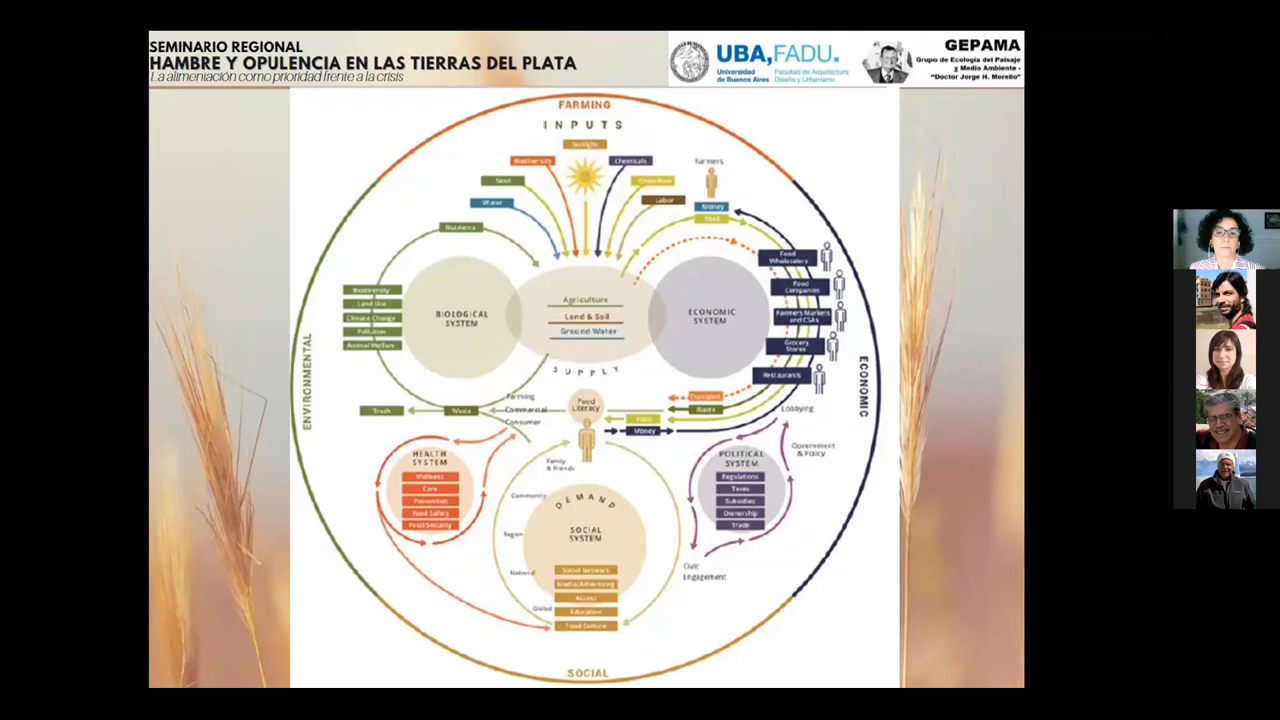 SEMINARIO REGIONAL
HAMBRE Y OPULENCIA EN LAS TIERRAS DEL PLATA
La alimentación como prioridad frente a la crisis
UBA, FADU.
Universidad
de Buenos Aires
Facultad de Arquitectura
Diseño y Urbanismo
GEPAMA
Grupo de Ecología del Paisaje
y Medio Ambiente -
"Doctor Jorge H. Morello"
FARMING
INPUTS
Sunlight
Biodiversity
Chemicals
Seed
Water
Labor
Farmers
Money
Food
Nutrients
Biodiversity
Land Use
Climate Change
Pollution
Animal Welfare
BIOLOGICAL
SYSTEM
Agriculture
Land & Soil
Ground Water
ECONOMIC
SYSTEM
Food
Wholesalers
Food
Companies
Farmers Markets
and CSAs
Grocery
Stores
Restaurants
ENVIRONMENTAL
ECONOMIC
SUPPLY
Trash
Waste
Farming
Commercial
Consumer
Food
Literacy
Transport
Waste
Food
Money
Lobbying
Government
& Policy
HEALTH
SYSTEM
Wellness
Care
Prevention
Food Safety
Food Security
Family
& Friends
Community
Region
National
Global
DEMAND
SOCIAL
SYSTEM
Social Network
Media/Advertising
Access
Education
Food Culture
POLITICAL
SYSTEM
Regulations
Taxes
Subsidies
Ownership
Trade
Civic
Engagement
SOCIAL